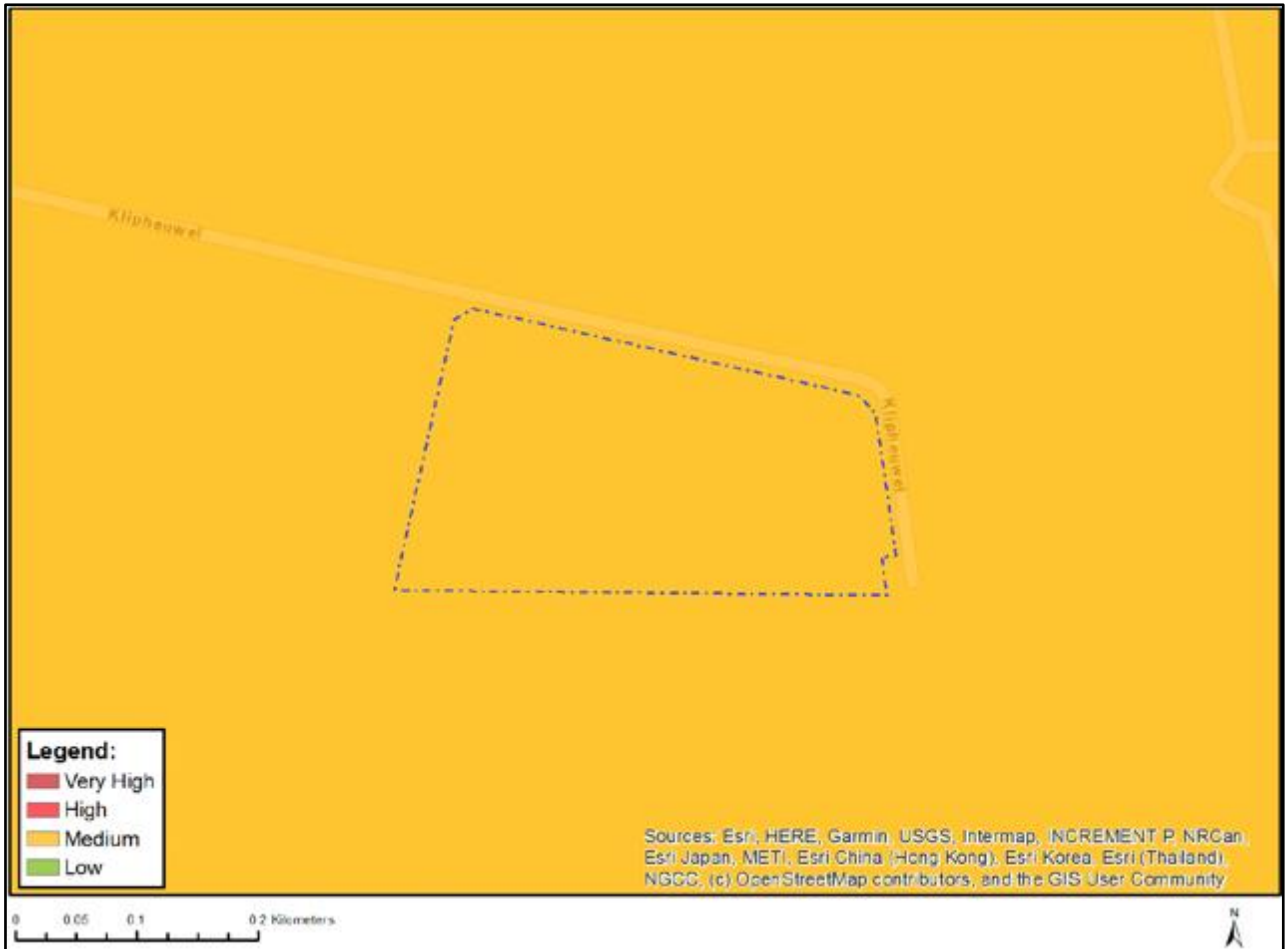 Klipheuwel
Klipheuwel
Legend:
Very High
High
Medium
Low
Sources: Esri, HERE, Garmin, USGS, Intermap, INCREMENT P, NRCan,
Esri Japan, METI, Esri China (Hong Kong), Esri Korea, Esri (Thailand),
NGCC, (c) OpenStreetMap contributors, and the GIS User Community
0 0.05 0.1 0.2 Kilometers
N